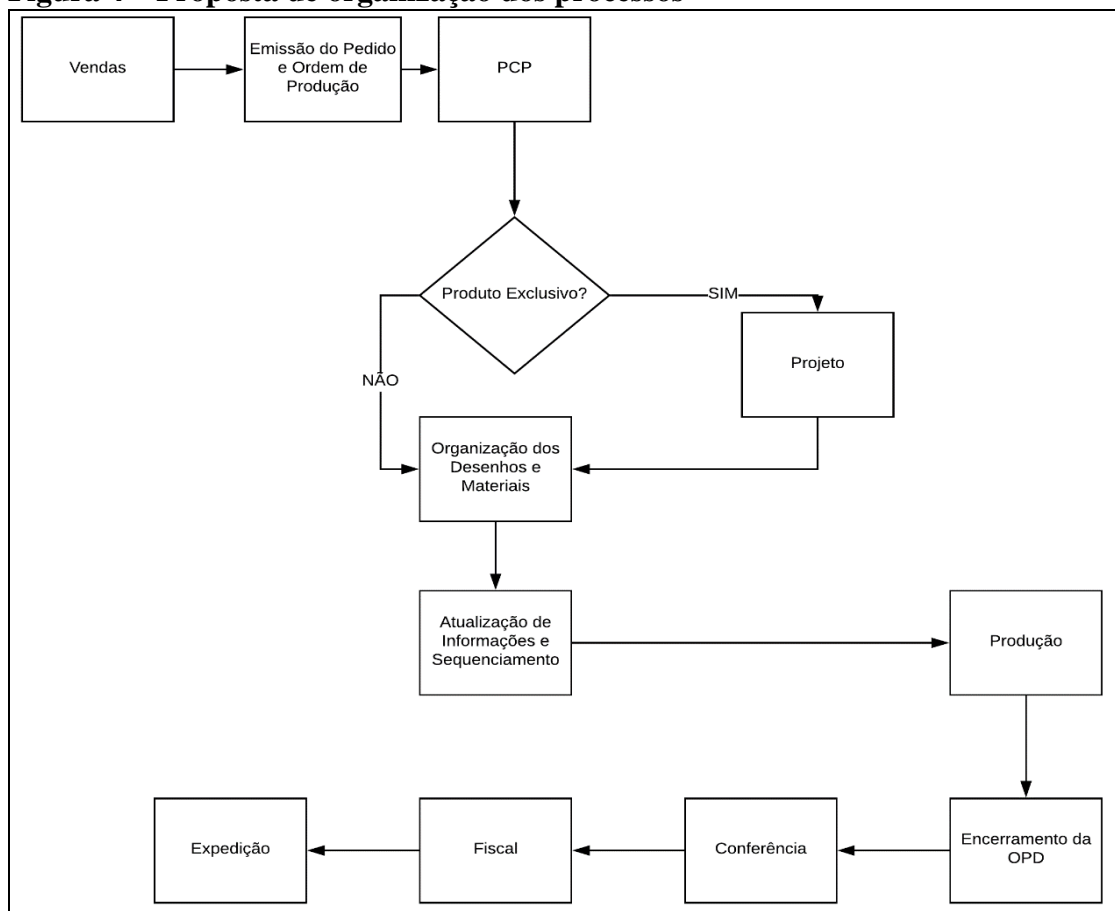 Figura – Proposta de organização dos processos
Vendas
Emissão do Pedido
e Ordem de
Produção
PCP
Produto Exclusivo?
SIM
NÃO
Projeto
Organização dos
Desenhos e
Materiais
Atualização de
Informações e
Sequenciamento
Produção
Expedição
Fiscal
Conferência
Encerramento da
OPD